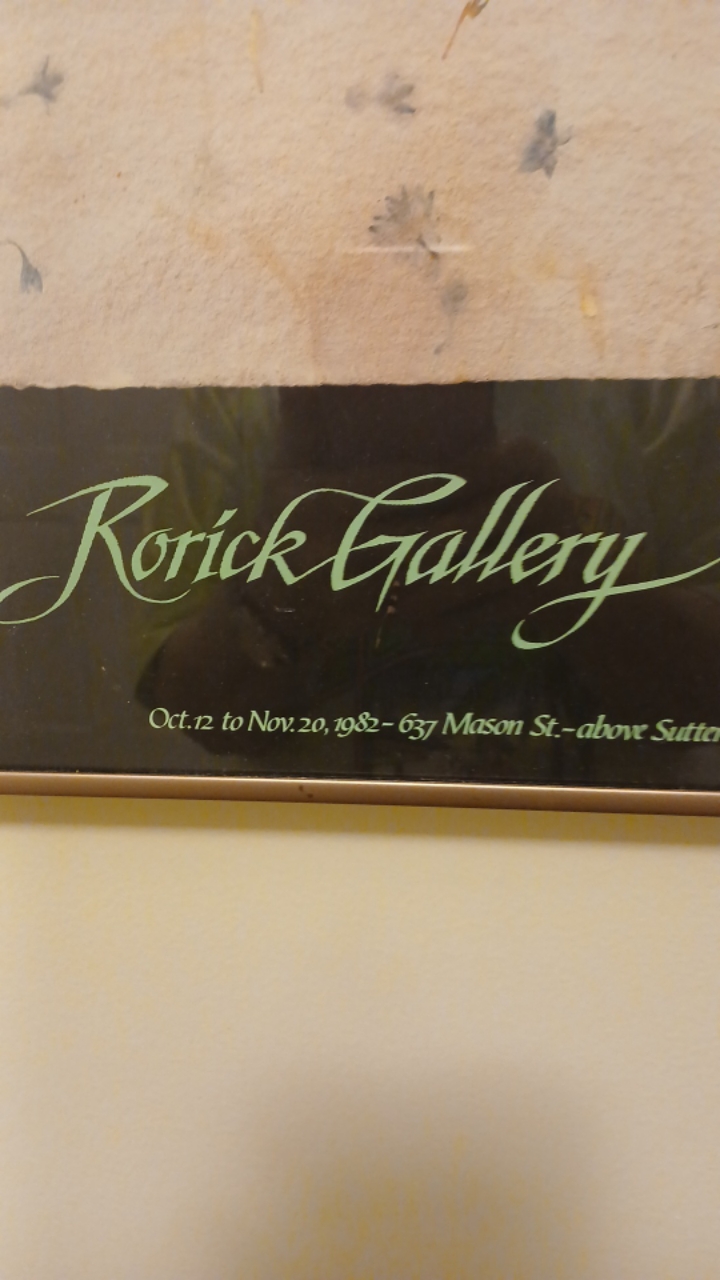 Rorick Gallery
Oct. 12 to Nov. 20, 1982 – 637 Mason St. – above Sutter